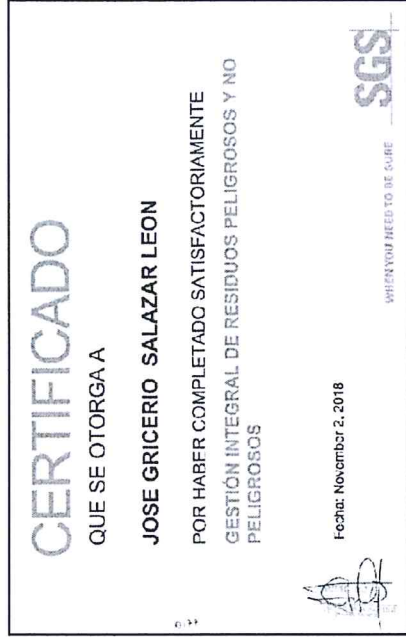 CERTIFICADO
QUE SE OTORGA A
JOSE GRICERIO SALAZAR LEON
POR HABER COMPLETADO SATISFACTORIAMENTE
GESTIÓN INTEGRAL DE RESIDUOS PELIGROSOS Y NO
PELIGROSOS
Fecha: November 2, 2018
WHEN YOU NEED TO BE SURE
SGS